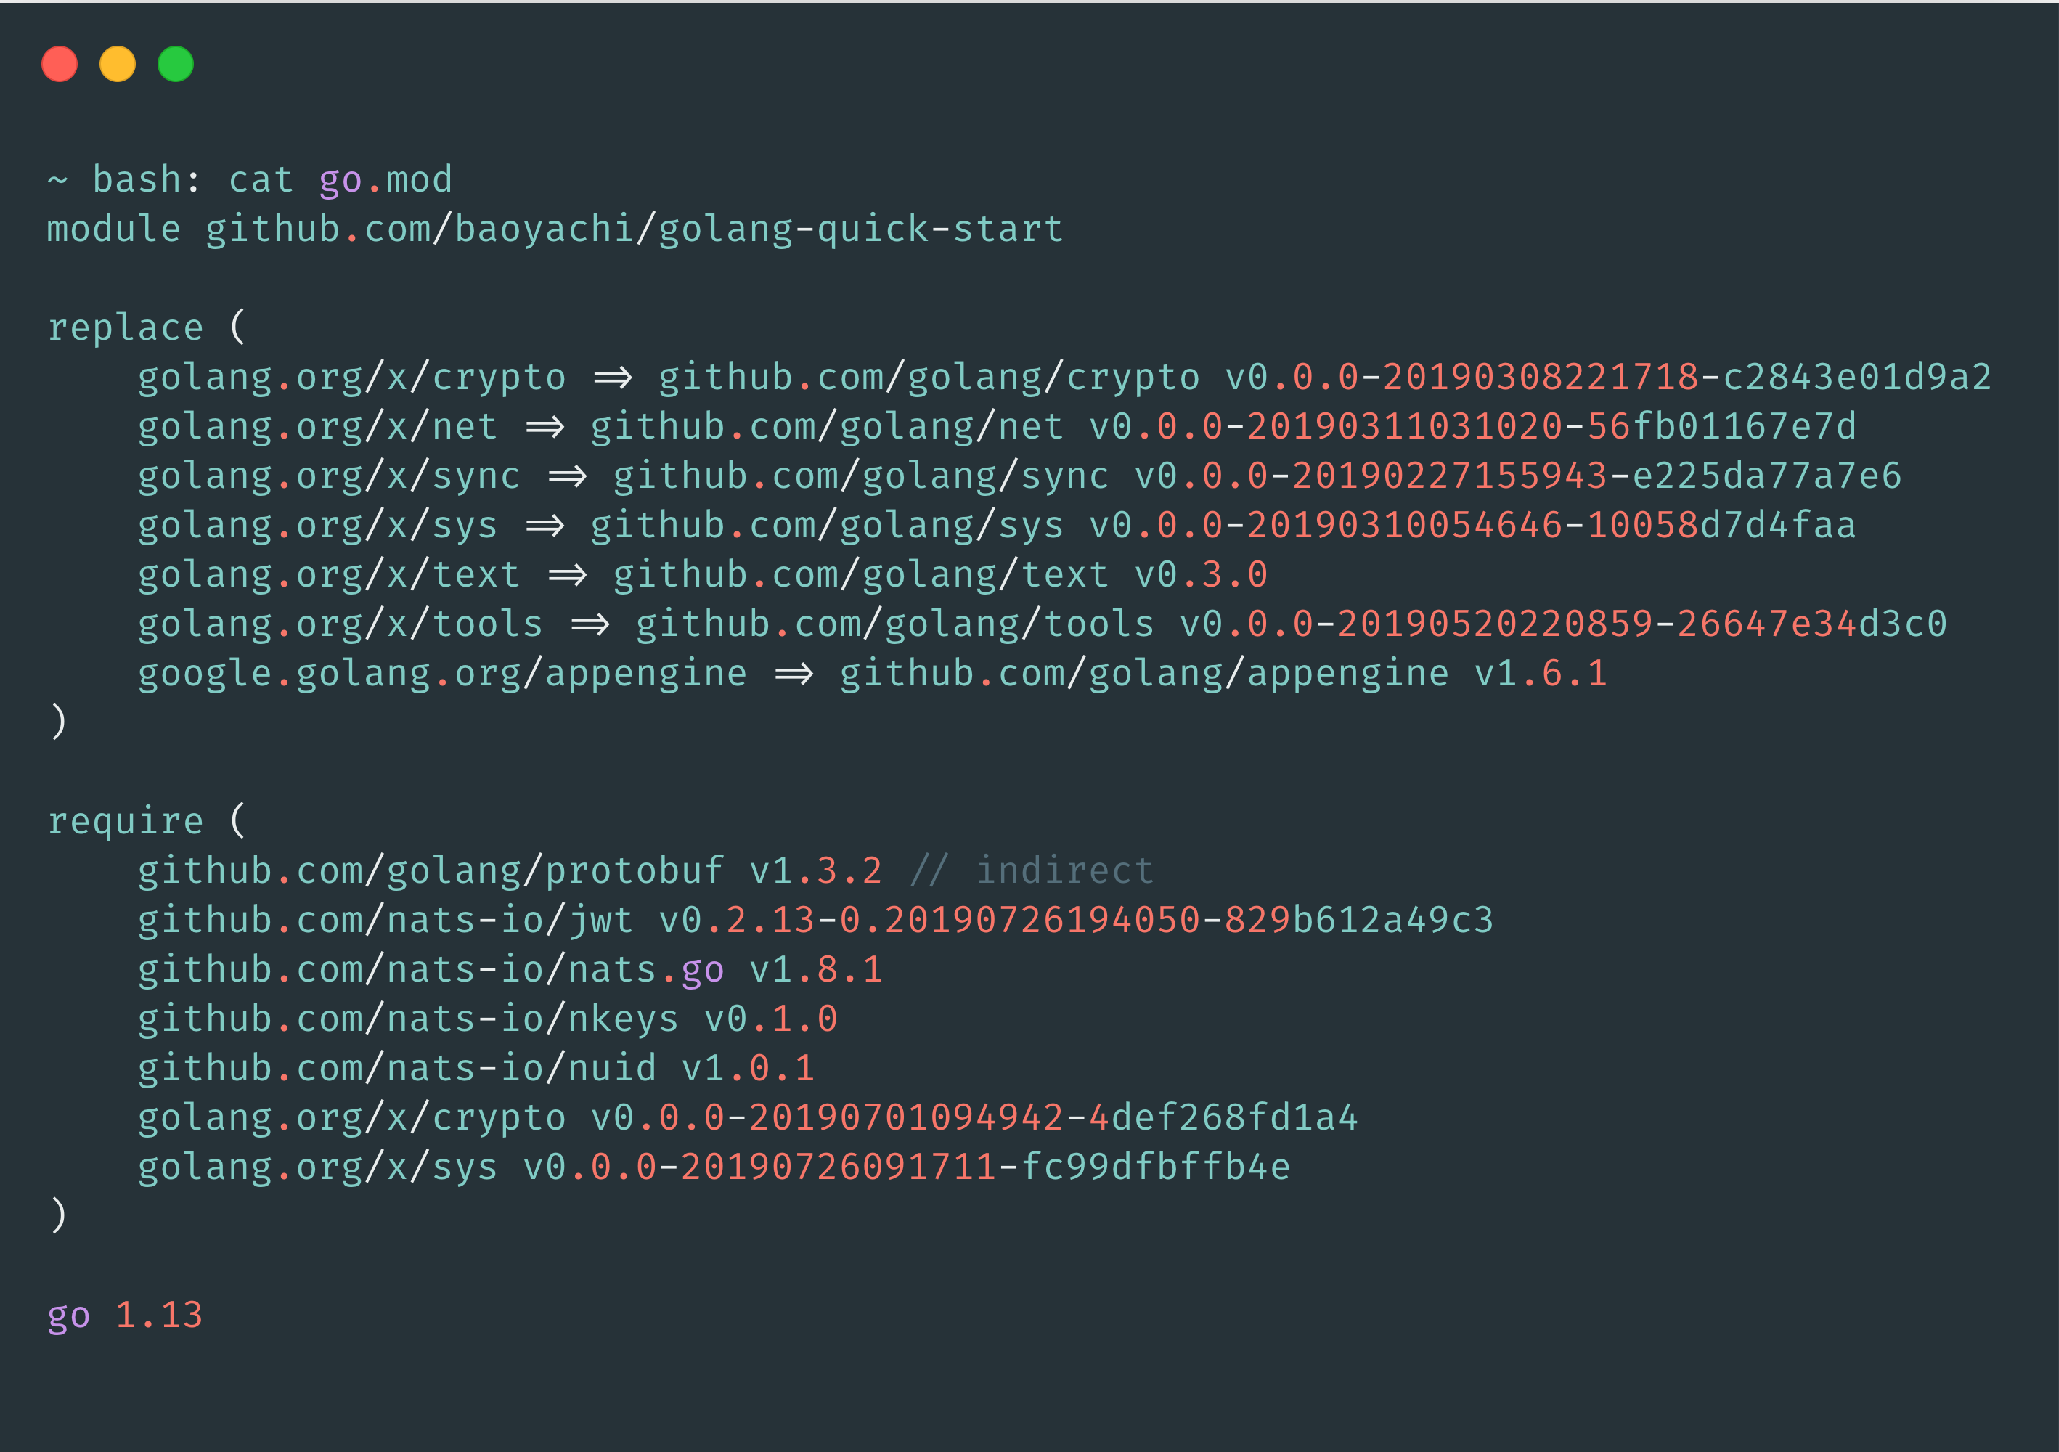 ~ bash: cat go.mod
module github.com/baoyachi/golang-quick-start
replace (
golang.org/x/crypto => github.com/golang/crypto v0.0.0-20190308221718-c2843e01d9a2
golang.org/x/net => github.com/golang/net v0.0.0-20190311031020-56fb01167e7d
golang.org/x/sync => github.com/golang/sync v0.0.0-20190227155943-e225da77a7e6
golang.org/x/sys => github.com/golang/sys v0.0.0-20190310054646-10058d7d4faa
golang.org/x/text => github.com/golang/text v0.3.0
golang.org/x/tools => github.com/golang/tools v0.0.0-20190520220859-26647e34d3c0
google.golang.org/appengine => github.com/golang/appengine v1.6.1
)
require (
github.com/golang/protobuf v1.3.2 // indirect
github.com/nats-io/jwt v0.2.13-0.20190726194050-829b612a49c3
github.com/nats-io/nats.go v1.8.1
github.com/nats-io/nkeys v0.1.0
github.com/nats-io/nuid v1.0.1
golang.org/x/crypto v0.0.0-20190701094942-4def268fd1a4
golang.org/x/sys v0.0.0-20190726091711-fc99dfbffb4e
)
go 1.13